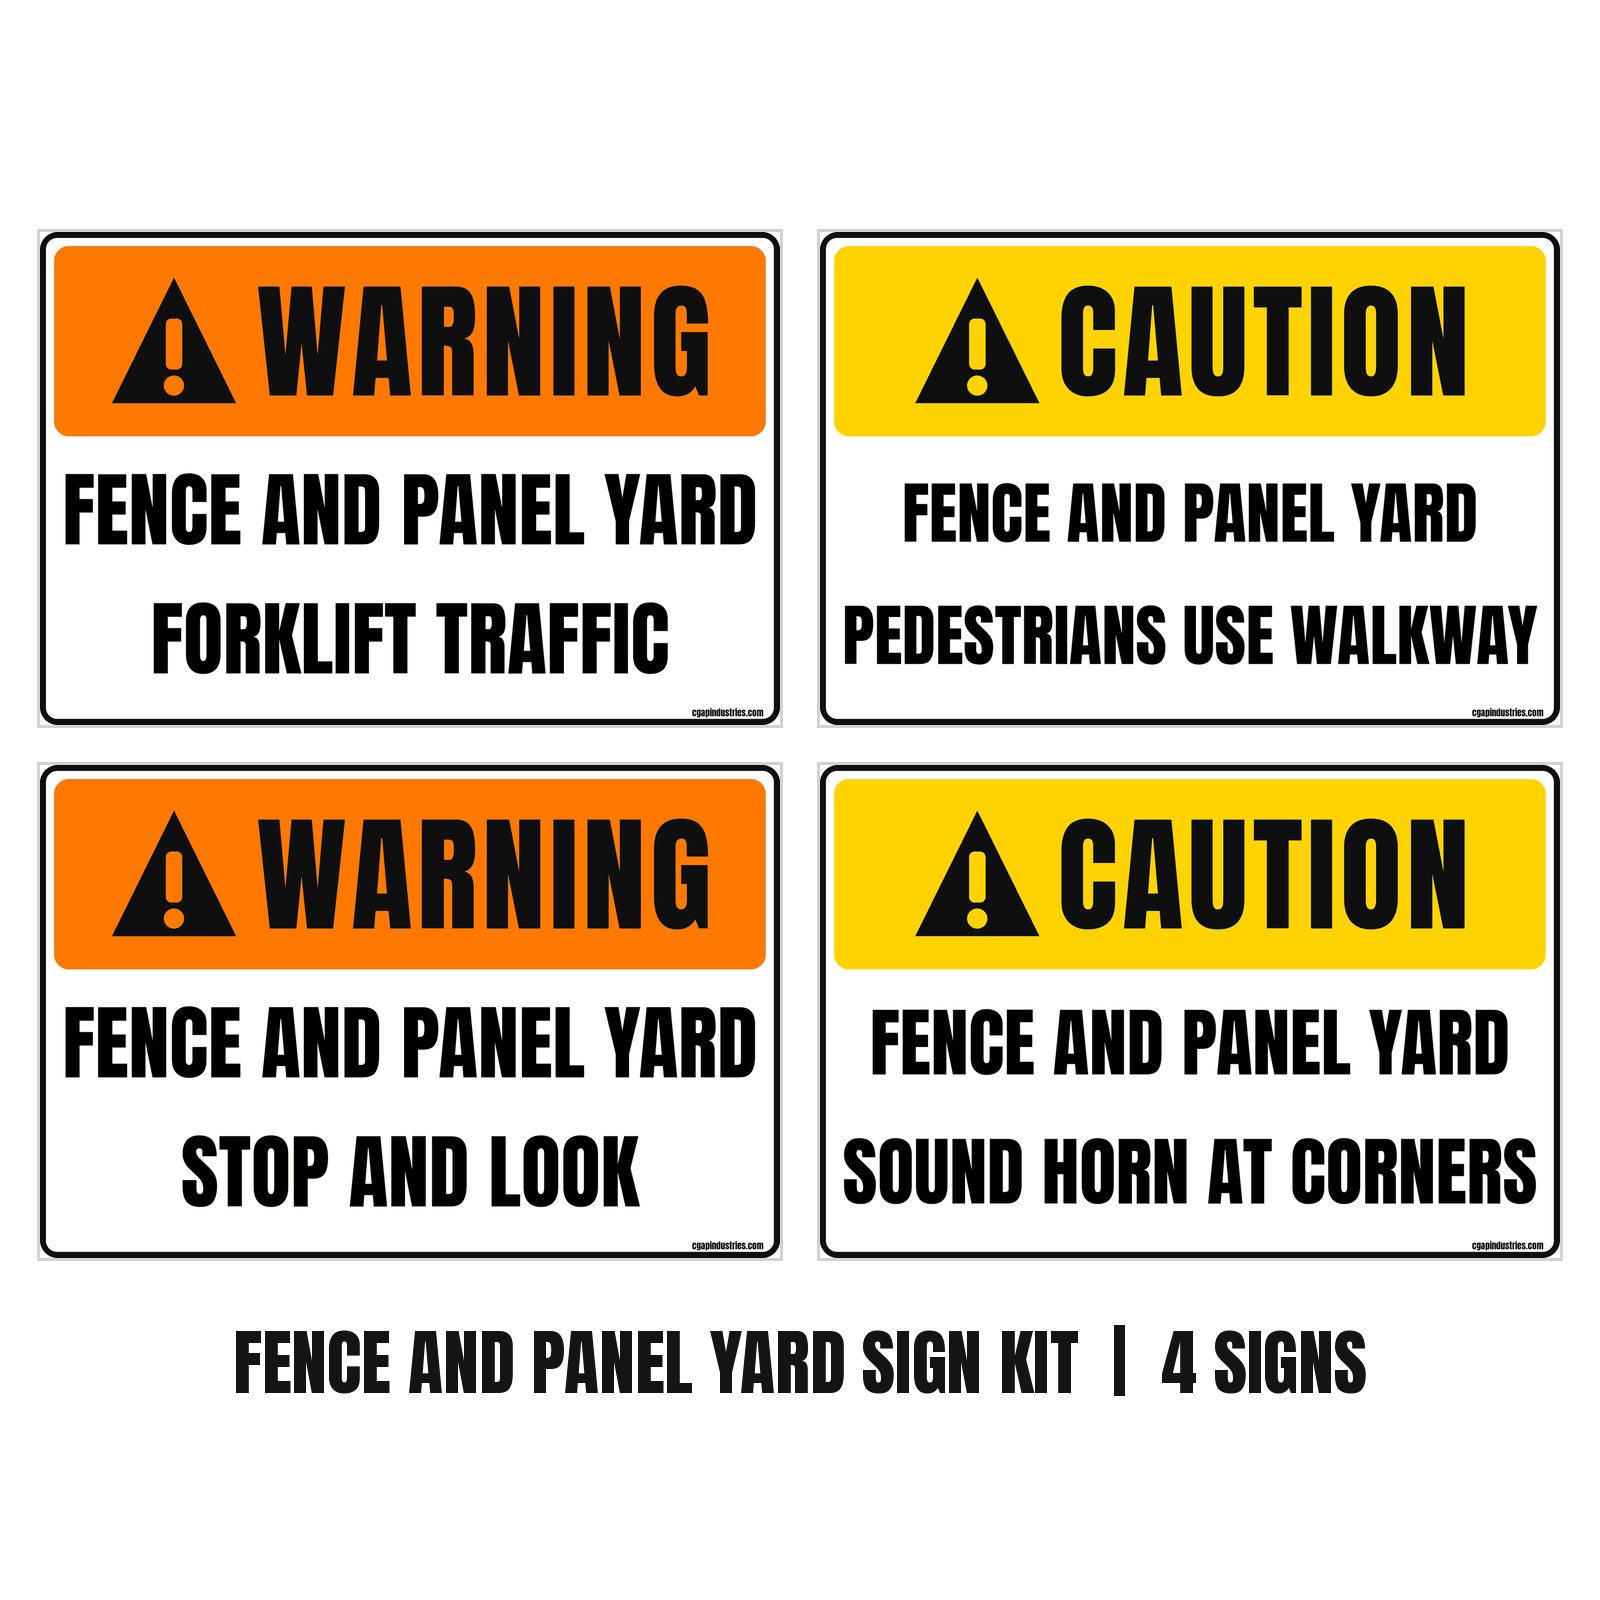 WARNING
FENCE AND PANEL YARD
FORKLIFT TRAFFIC
cgapindustries.com
CAUTION
FENCE AND PANEL YARD
PEDESTRIANS USE WALKWAY
cgapindustries.com
WARNING
FENCE AND PANEL YARD
STOP AND LOOK
cgapindustries.com
CAUTION
FENCE AND PANEL YARD
SOUND HORN AT CORNERS
cgapindustries.com
FENCE AND PANEL YARD SIGN KIT | 4 SIGNS